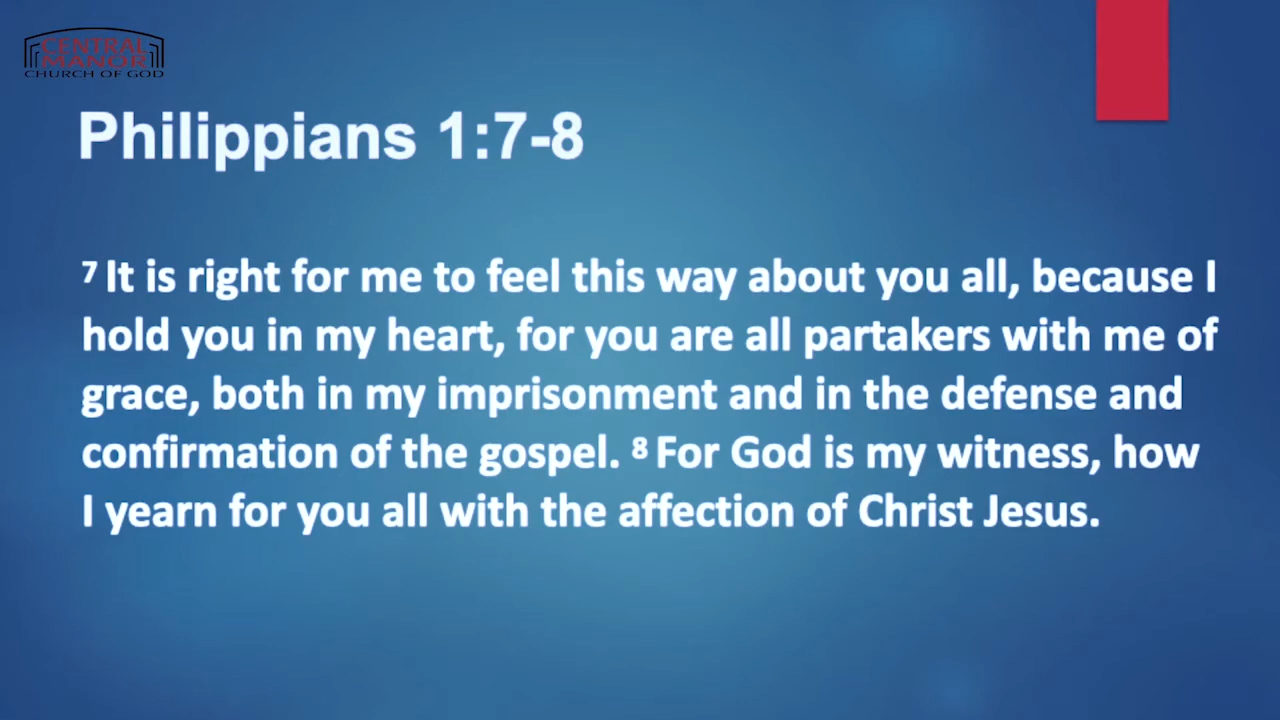 CENTRAL
MANOR
CHURCH OF GOD
Philippians 1:7-8
7 It is right for me to feel this way about you all, because I
hold you in my heart, for you are all partakers with me of
grace, both in my imprisonment and in the defense and
confirmation of the gospel. 8 For God is my witness, how
I yearn for you all with the affection of Christ Jesus.